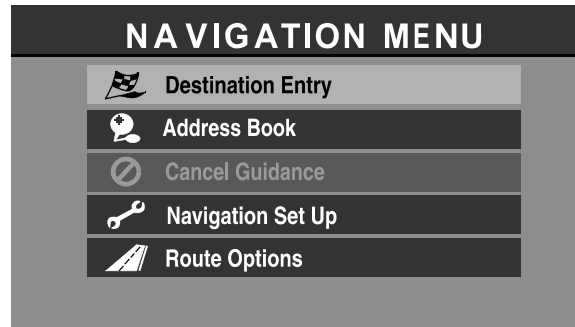 NAVIGATION MENU
Destination Entry
Address Book
Cancel Guidance
Navigation Set Up
Route Options